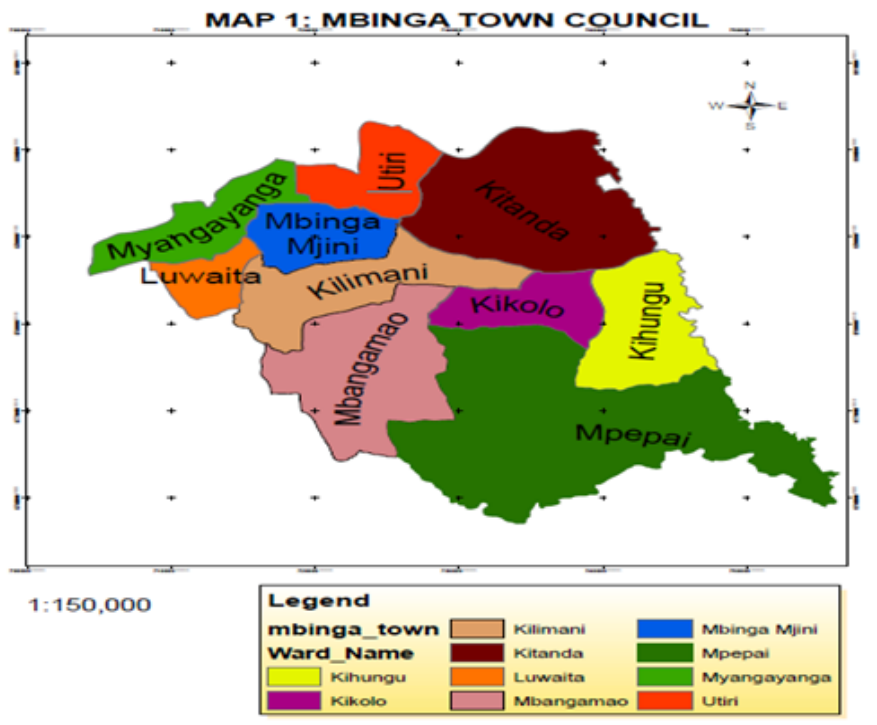 MAP 1: MBINGA TOWN COUNCIL
N
W E
S
Utiri
Kitanda
Myangayanga
Mbinga
Mjini
Luwaita
Kilimani
Kikolo
Kihungu
Mbangamao
Mpepai
1:150,000
Legend
mbinga_town
Ward_Name
Kihungu
Kikolo
Kilimani
Kitanda
Luwaita
Mbangamao
Mbinga Mjini
Mpepai
Myangayanga
Utiri